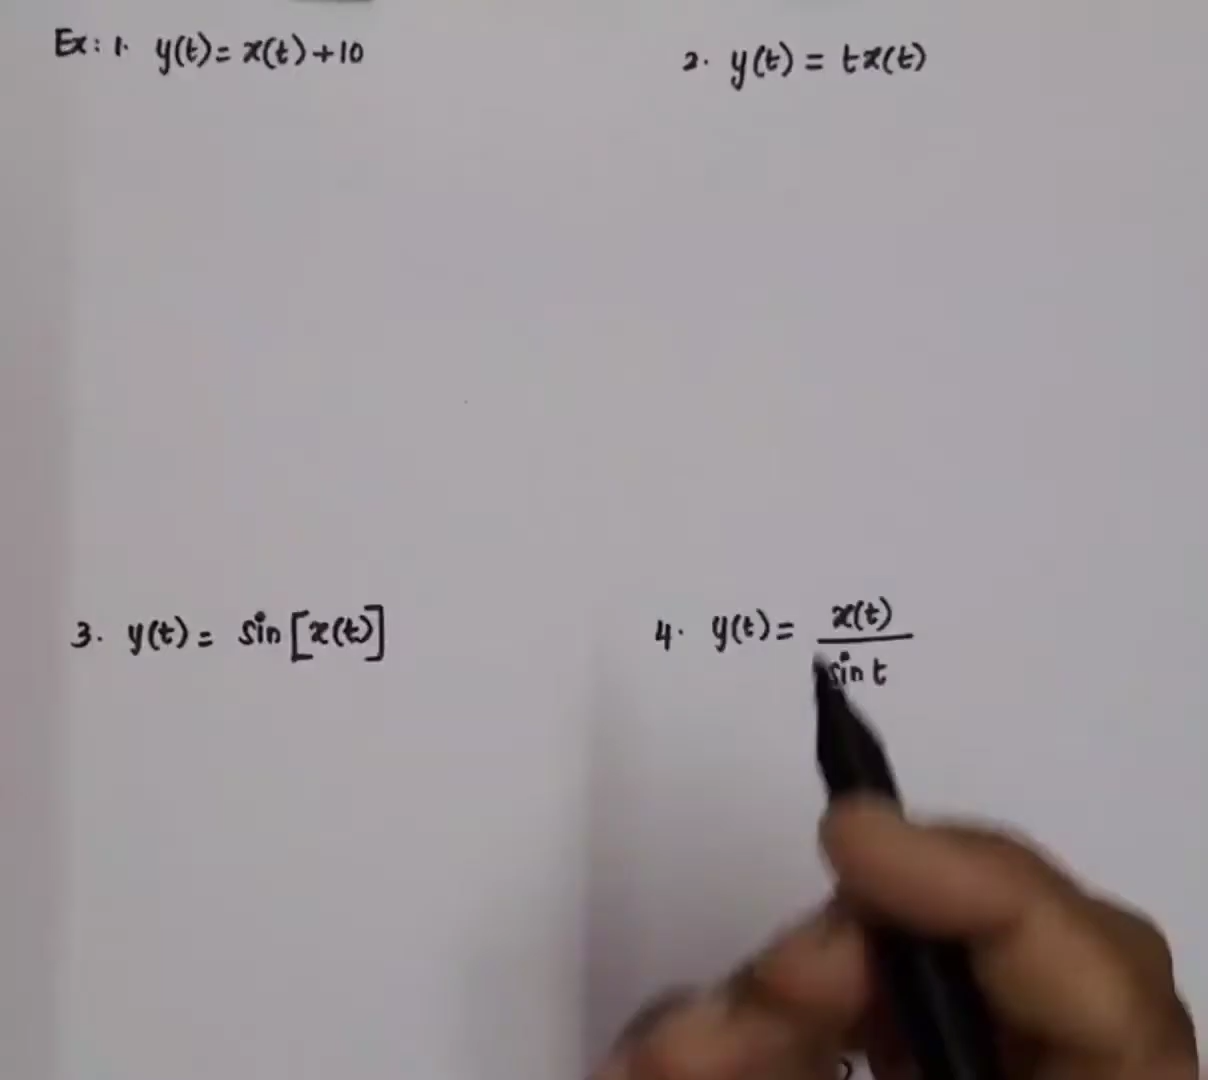 Ex: 1. y(t)= x(t)+10
2. y(t) = tx(t)
3. y(t)= sin[x(t)]
4. y(t)= x(t)/sin t